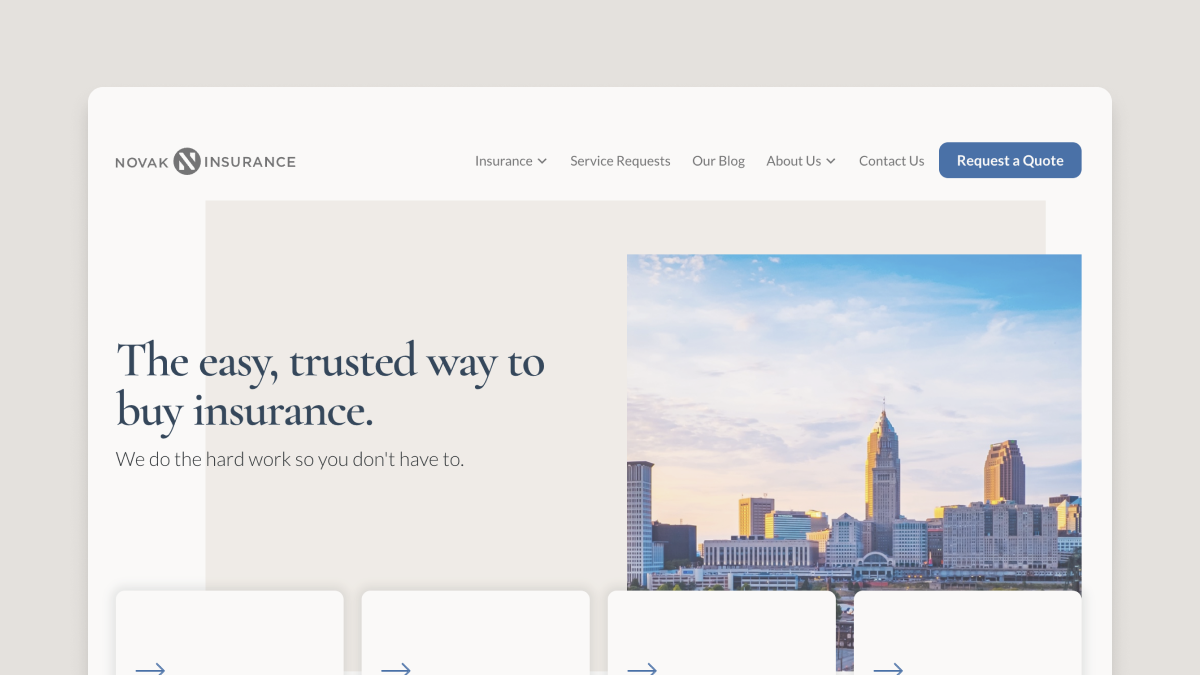 NOVAK N INSURANCE
Insurance
Service Requests
Our Blog
About Us
Contact Us
Request a Quote
The easy, trusted way to
buy insurance.
We do the hard work so you don't have to.